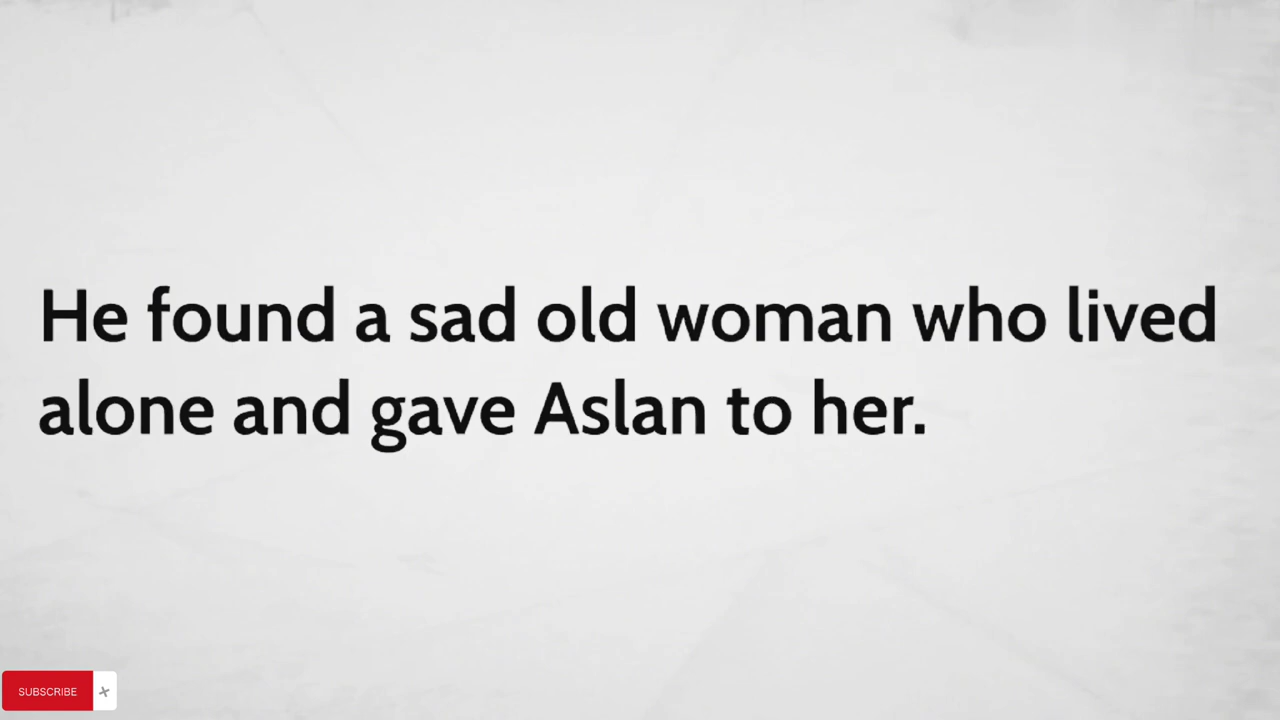 He found a sad old woman who lived
alone and gave Aslan to her.
SUBSCRIBE